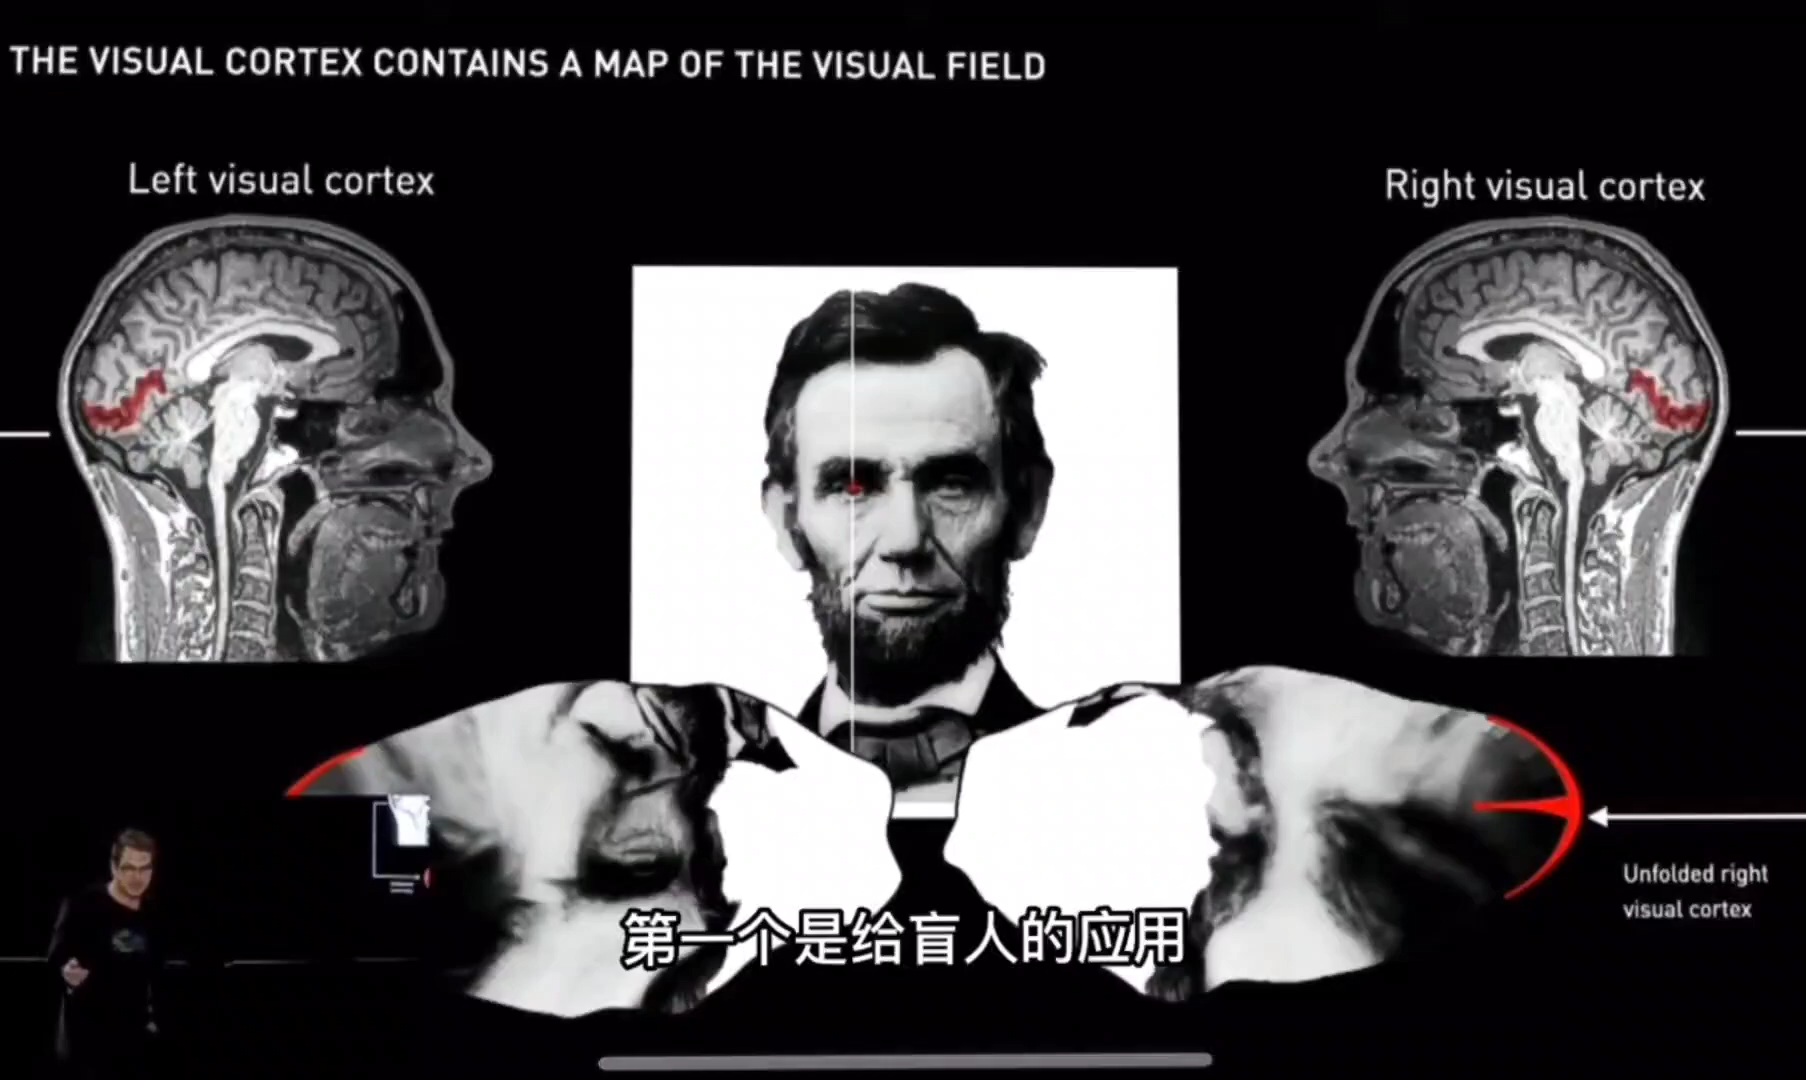 THE VISUAL CORTEX CONTAINS A MAP OF THE VISUAL FIELD
Left visual cortex
Right visual cortex
Unfolded right
visual cortex
第一个是给盲人的应用